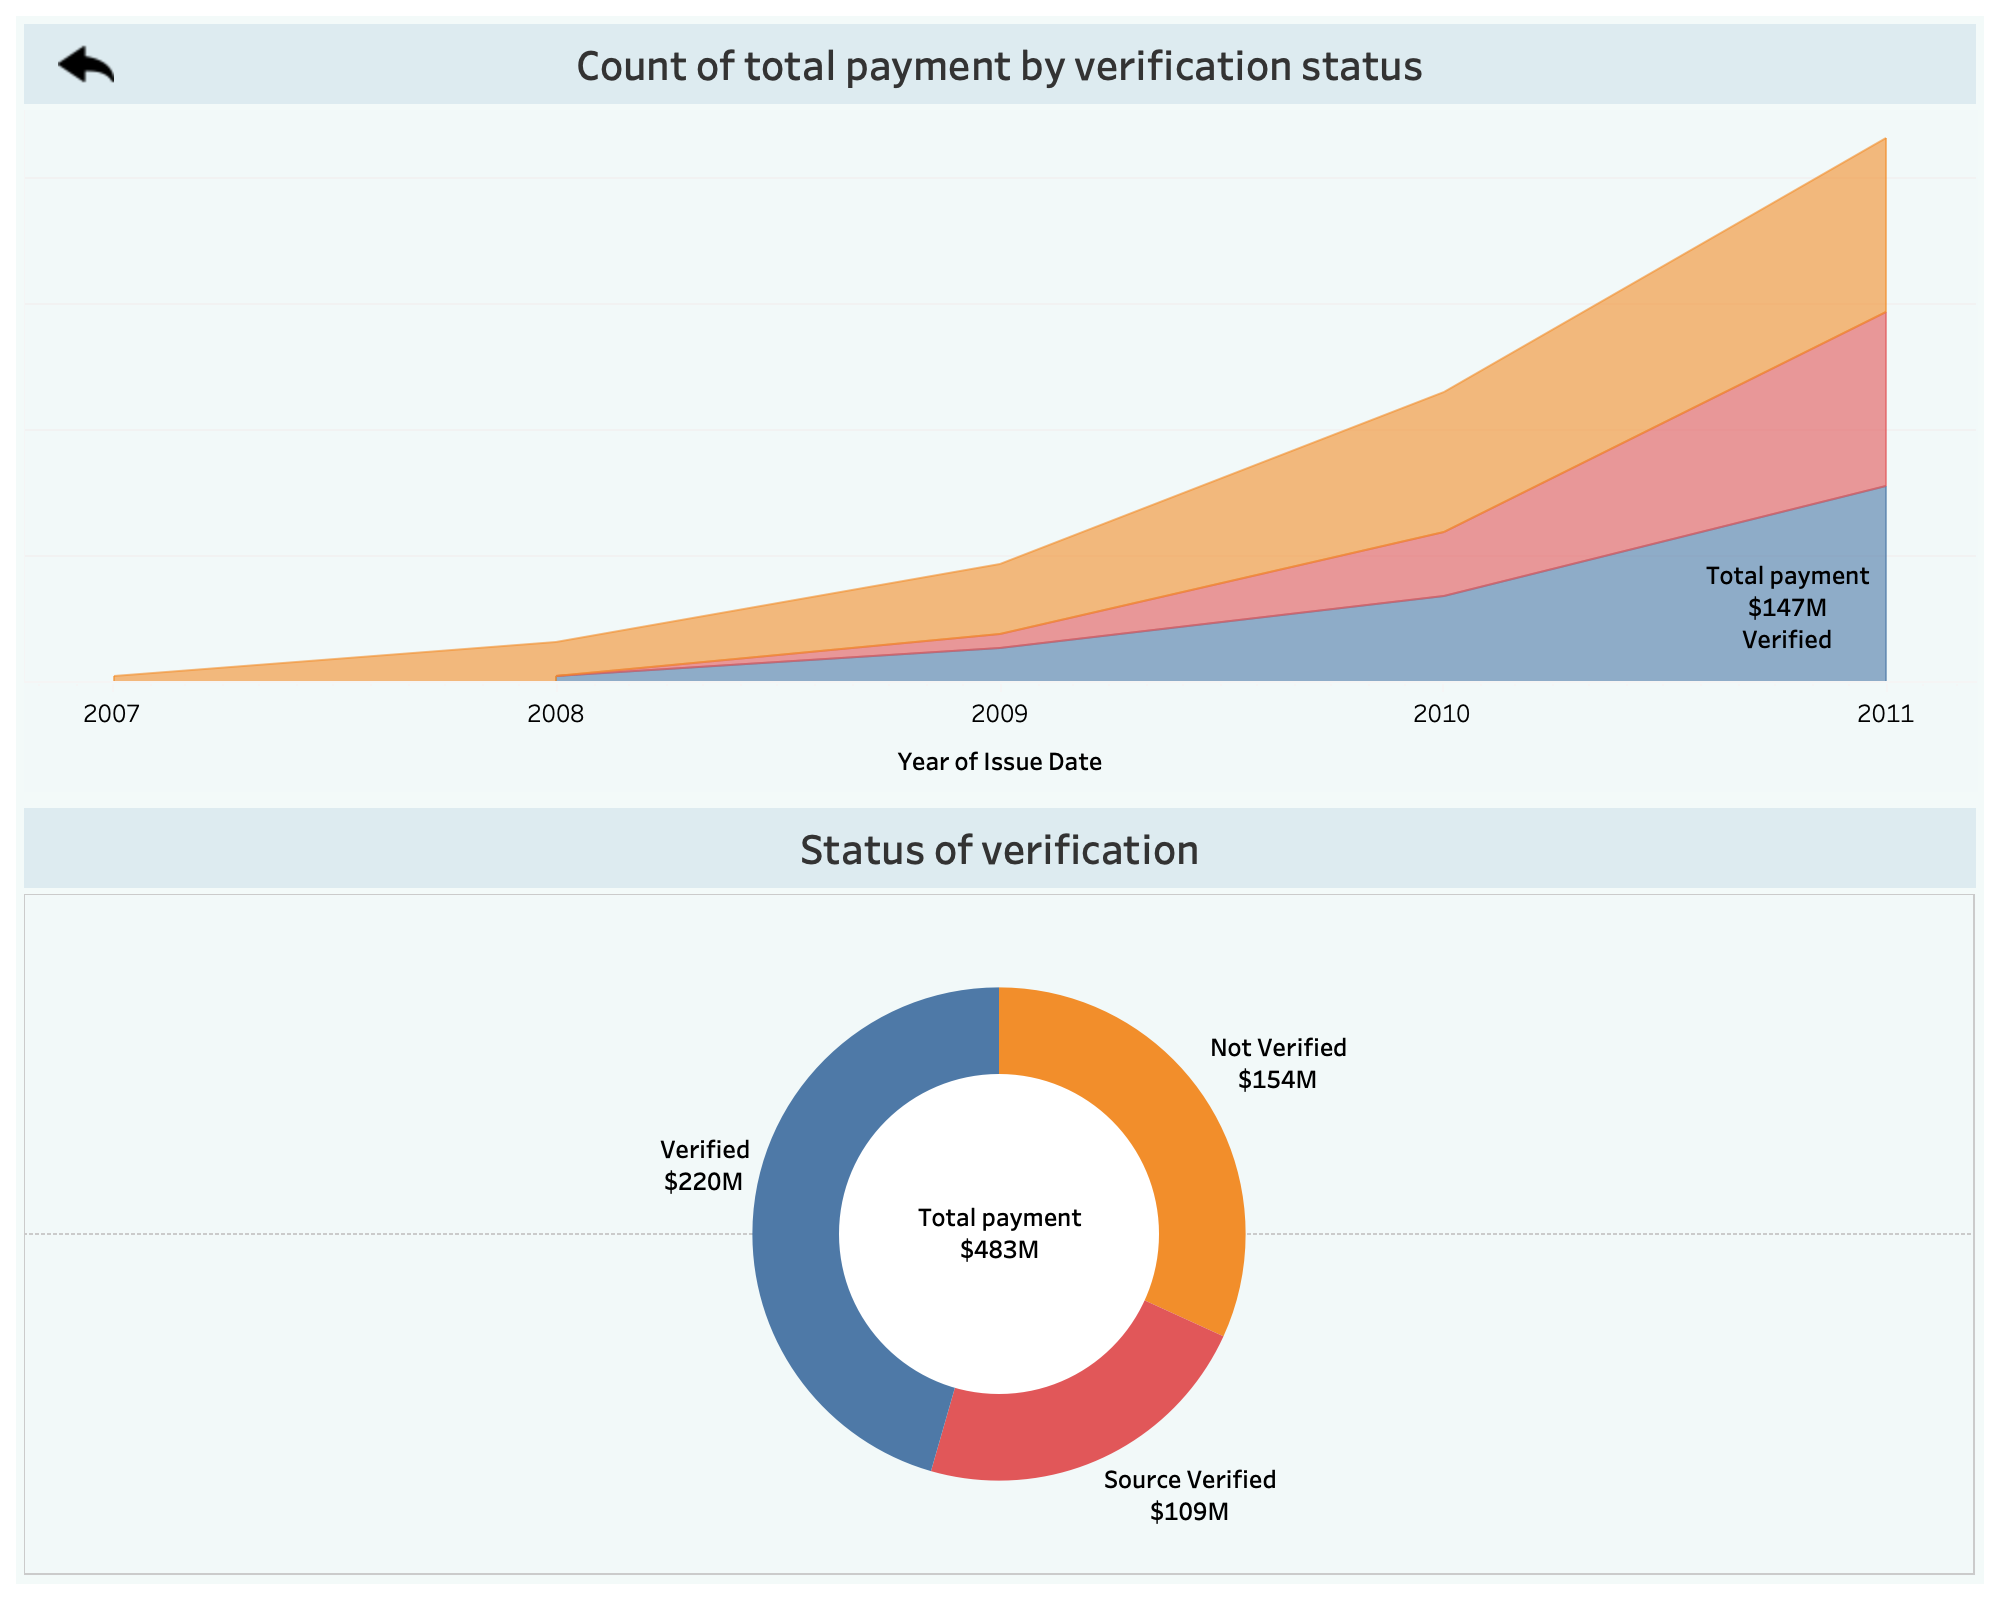 Count of total payment by verification status
Total payment
$147M
Verified
2007
2008
2009
2010
2011
Year of Issue Date
Status of verification
Not Verified
$154M
Verified
$220M
Total payment
$483M
Source Verified
$109M